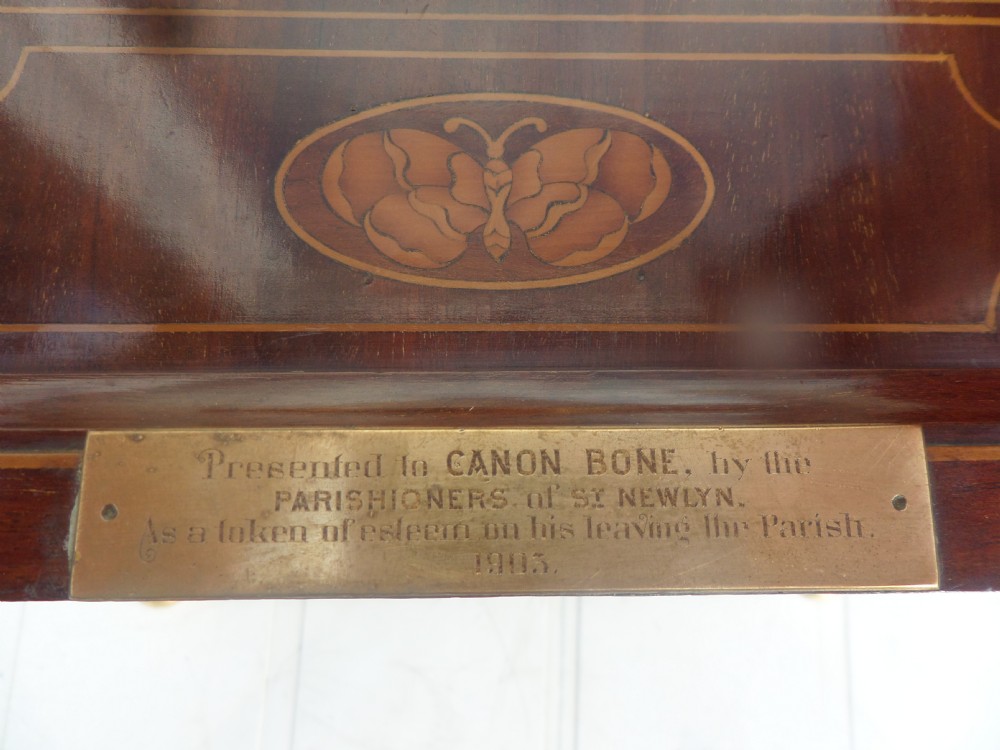 Presented to CANON BONE, by the
PARISHIONERS of ST NEWLYN.
As a token of esteem on his leaving the Parish.
1903.